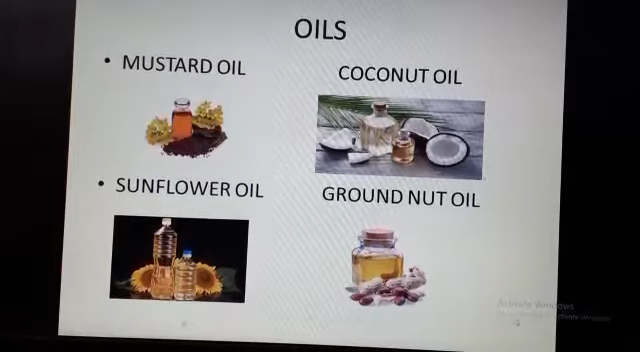 OILS
• MUSTARD OIL
COCONUT OIL
• SUNFLOWER OIL
GROUND NUT OIL
Activate Windows